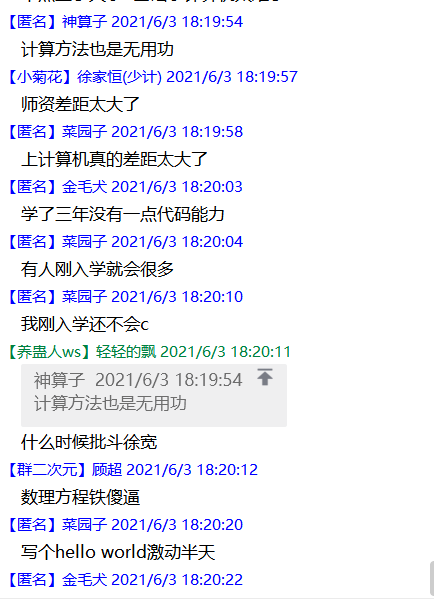 【匿名】神算子 2021/6/3 18:19:54
计算方法也是无用功
【小菊花】徐家恒(少计) 2021/6/3 18:19:57
师资差距太大了
【匿名】菜园子 2021/6/3 18:19:58
上计算机真的差距太大了
【匿名】金毛犬 2021/6/3 18:20:03
学了三年没有一点代码能力
【匿名】菜园子 2021/6/3 18:20:04
有人刚入学就会很多
【匿名】菜园子 2021/6/3 18:20:10
我刚入学还不会c
【养蛊人ws】轻轻的飘 2021/6/3 18:20:11
神算子 2021/6/3 18:19:54
计算方法也是无用功
什么时候批斗徐宽
【群二次元】顾超 2021/6/3 18:20:12
数理方程铁傻逼
【匿名】菜园子 2021/6/3 18:20:20
写个hello world激动半天
【匿名】金毛犬 2021/6/3 18:20:22